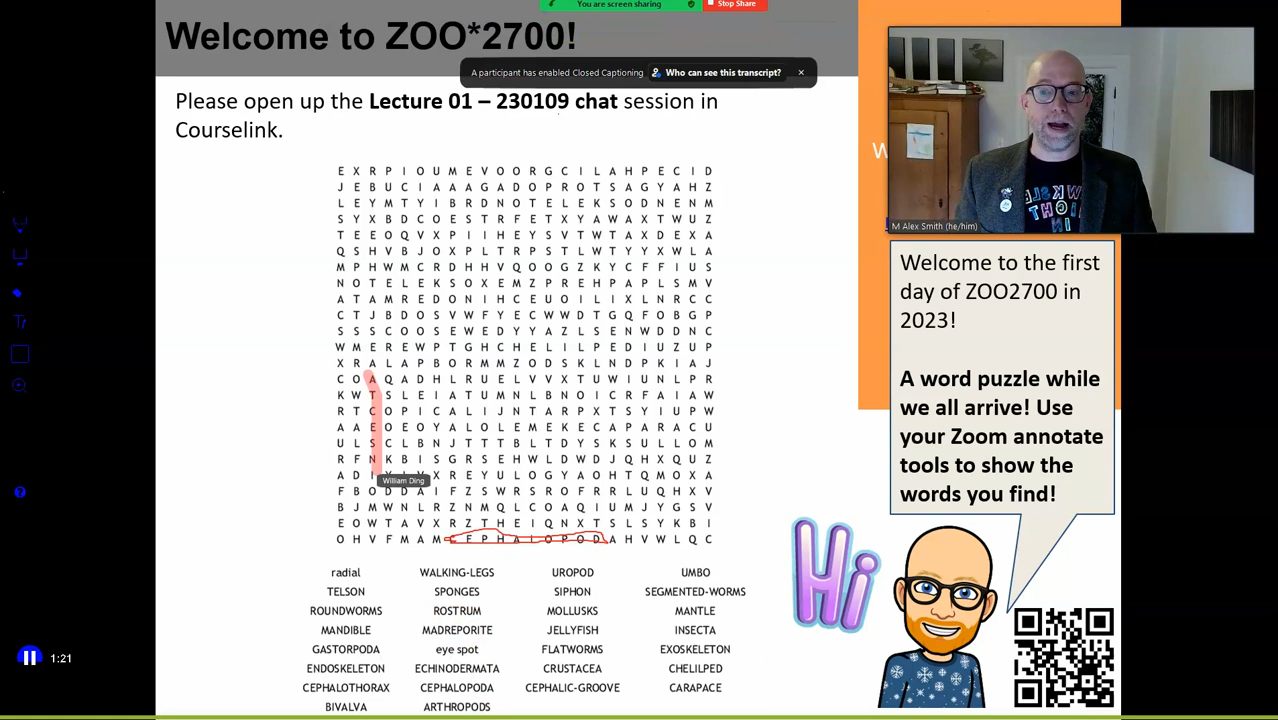 You are screen sharing
Stop Share
Welcome to ZOO*2700!
A participant has enabled Closed Captioning
Who can see this transcript?
Please open up the Lecture 01 – 230109 chat session in
Courselink.
E X R P I O U M E V O O R G C I L A H P E C I D
J E B U C I A A A G A D O P R O T S A G Y A H Z
L E Y M T Y I B R D N O T E L E K S O D N E N M
S Y X B D C O E S T R F E T X Y A W A X T W U Z
T E E O Q V X P I I H E Y S V T W T A X D E X A
Q S H V B J O X P L T R P S T L W T Y Y X W L A
M P H W M C R D H H V Q O O G Z K Y C F F I U S
N O T E L E K S O X E M Z P R E H P A P L S M V
A T A M R E D O N I H C E U O I L I X L N R C C
C T J B D O S V W F Y E C W W D T G Q F O B G P
S S S C O O S E W E D Y Y A Z L S E N W D D N C
W M E R E W P T G H C H E L I L P E D I U Z U P
X R A L A P B O R M M Z O D S K L N D P K I A J
C O A Q A D H L R U E L V V X T U W I U N L P R
K W T S L E I A T U M N L B N O I C R F A I A W
R T C O P I C A L I J N T A R P X T S Y I U P W
A A E O E O Y A L O L E M E K E C A P A R A C U
U L S C L B N J T T T B L T D Y S K S U L L O M
R F N K B I S G R S E H W L D W D J Q H X Q U Z
A D I X R E Y U L O G Y A O H T Q M O X A
William Ding
F B O D D A I F Z S W R S R O F R R L U Q H X V
B J M W N L R Z N M Q L C O A Q I U M J Y G S V
E O W T A V X R Z T H E I Q N X T S L S Y K B I
O H V F M A M C E P H A L O P O D A H V W L Q C
radial WALKING-LEGS UROPOD UMBO
TELSON SPONGES SIPHON SEGMENTED-WORMS
ROUNDWORMS ROSTRUM MOLLUSKS MANTLE
MANDIBLE MADREPORITE JELLYFISH INSECTA
GASTORPODA eye spot FLATWORMS EXOSKELETON
ENDOSKELETON ECHINODERMATA CRUSTACEA CHELILPED
CEPHALOTHORAX CEPHALOPODA CEPHALIC-GROOVE CARAPACE
BIVALVA ARTHROPODS
M Alex Smith (he/him)
Welcome to the first
day of ZOO2700 in
2023!
A word puzzle while
we all arrive! Use
your Zoom annotate
tools to show the
words you find!
Hi
1:21